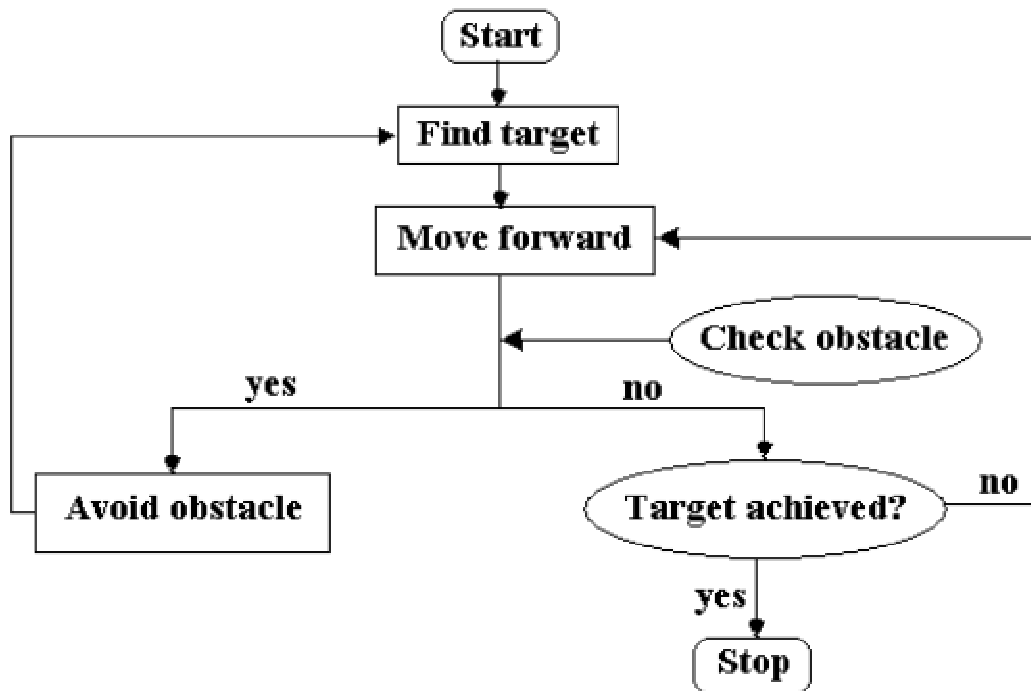 Start
Find target
Move forward
Check obstacle
yes
no
Avoid obstacle
Target achieved?
no
yes
Stop